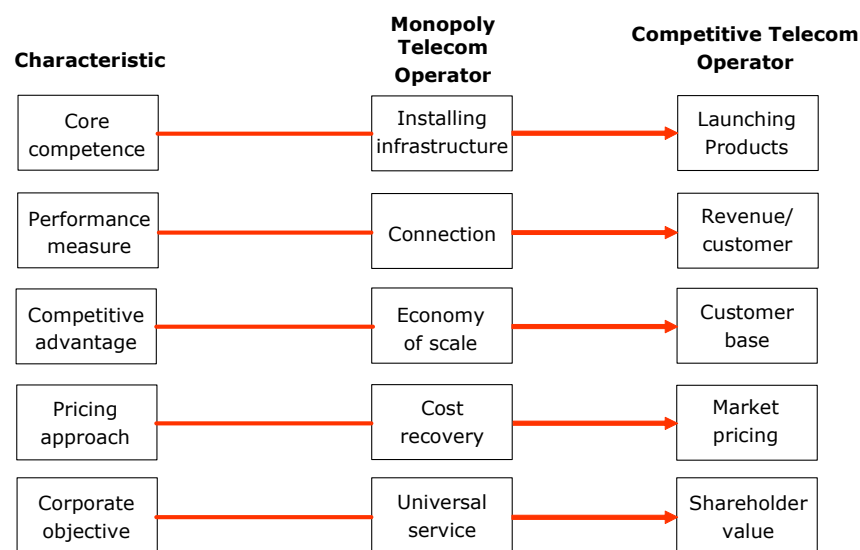 Characteristic
Monopoly
Telecom
Operator
Competitive Telecom
Operator
Core
competence
Installing
infrastructure
Launching
Products
Performance
measure
Connection
Revenue/
customer
Competitive
advantage
Economy
of scale
Customer
base
Pricing
approach
Cost
recovery
Market
pricing
Corporate
objective
Universal
service
Shareholder
value